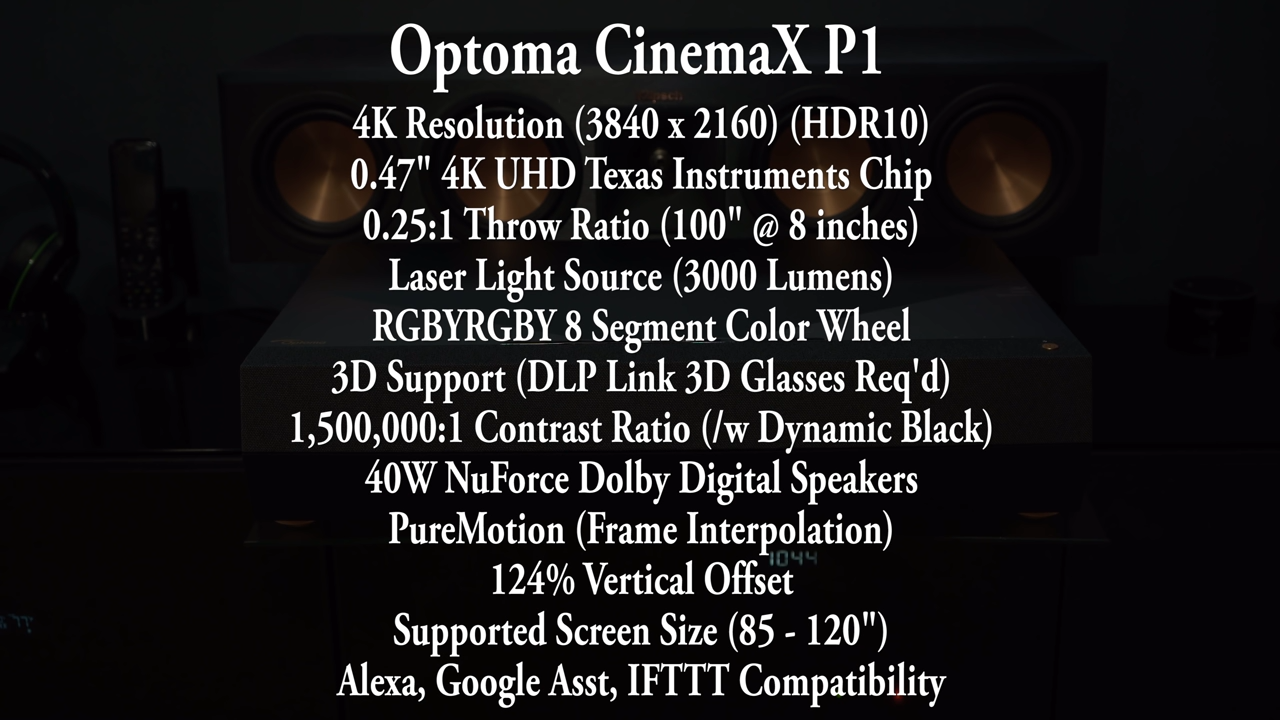 Optoma CinemaX P1
4K Resolution (3840 x 2160) (HDR10)
0.47" 4K UHD Texas Instruments Chip
0.25:1 Throw Ratio (100" @ 8 inches)
Laser Light Source (3000 Lumens)
RGBYRGBY 8 Segment Color Wheel
3D Support (DLP Link 3D Glasses Req'd)
1,500,000:1 Contrast Ratio (/w Dynamic Black)
40W NuForce Dolby Digital Speakers
PureMotion (Frame Interpolation)
1044
124% Vertical Offset
Supported Screen Size (85 - 120")
Alexa, Google Asst, IFTTT Compatibility